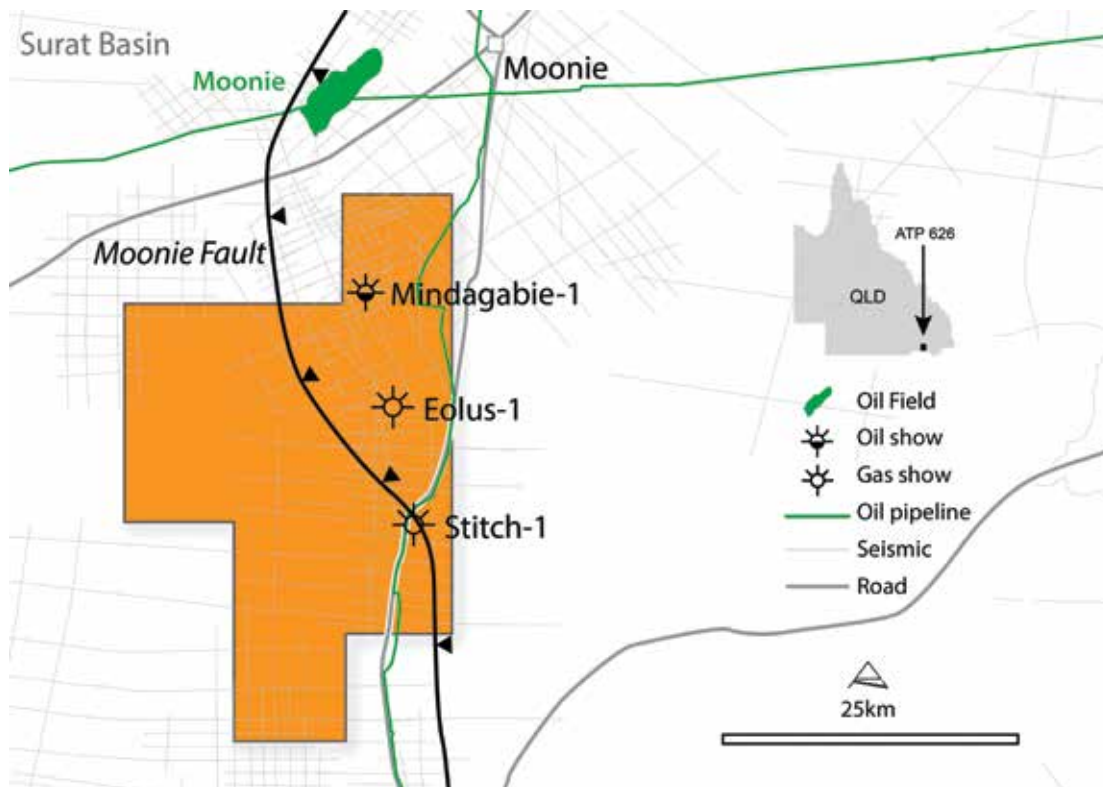 Surat Basin
Moonie
Moonie
Moonie Fault
Mindagabie-1
Eolus-1
Stitch-1
ATP 626
QLD
Oil Field
Oil show
Gas show
Oil pipeline
Seismic
Road
25km